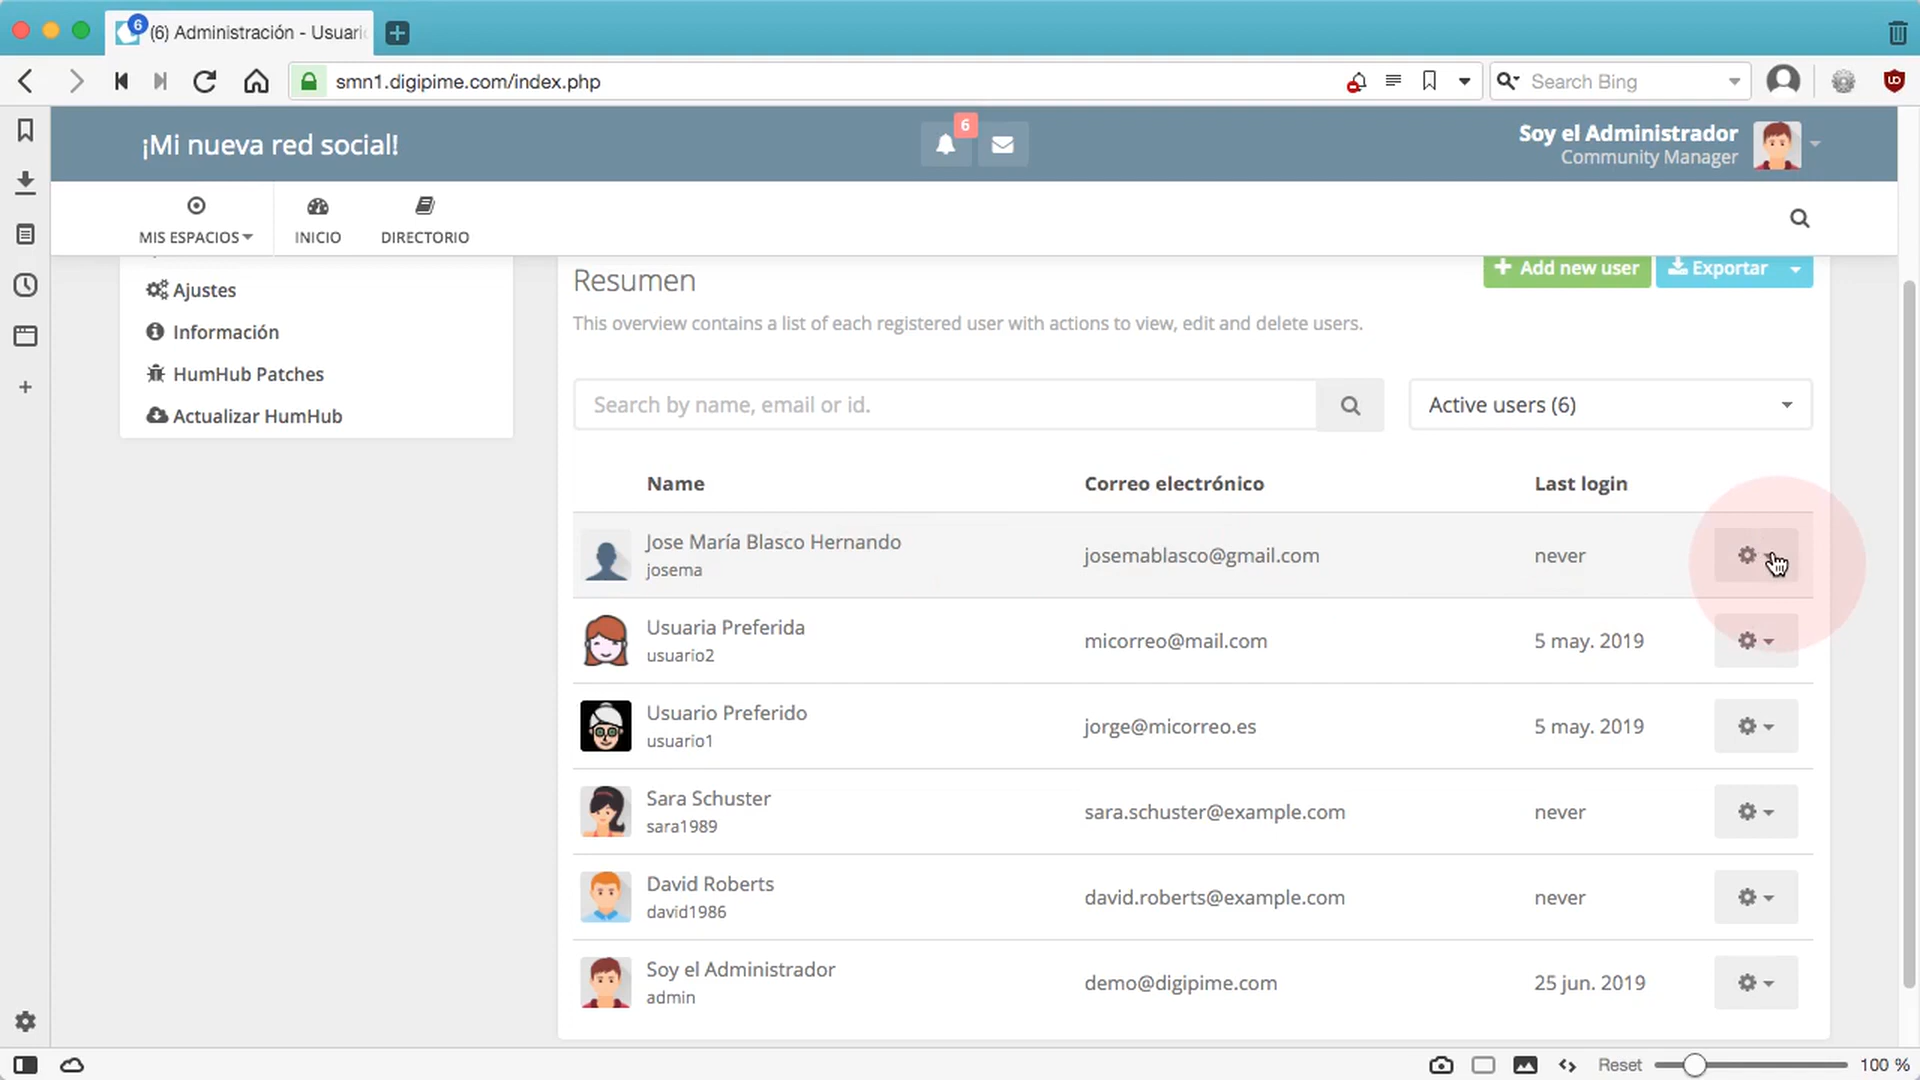 6
(6) Administración - Usuari
smn1.digipime.com/index.php
Search Bing
¡Mi nueva red social!
6
Soy el Administrador
Community Manager
MIS ESPACIOS
INICIO
DIRECTORIO
Ajustes
Información
HumHub Patches
Actualizar HumHub
Resumen
Add new user
Exportar
This overview contains a list of each registered user with actions to view, edit and delete users.
Search by name, email or id.
Active users (6)
Name Correo electrónico Last login
Jose María Blasco Hernando
josema
josemablasco@gmail.com
never
Usuaria Preferida
usuario2
micorreo@mail.com
5 may. 2019
Usuario Preferido
usuario1
jorge@micorreo.es
5 may. 2019
Sara Schuster
sara1989
sara.schuster@example.com
never
David Roberts
david1986
david.roberts@example.com
never
Soy el Administrador
admin
demo@digipime.com
25 jun. 2019
Reset
100 %